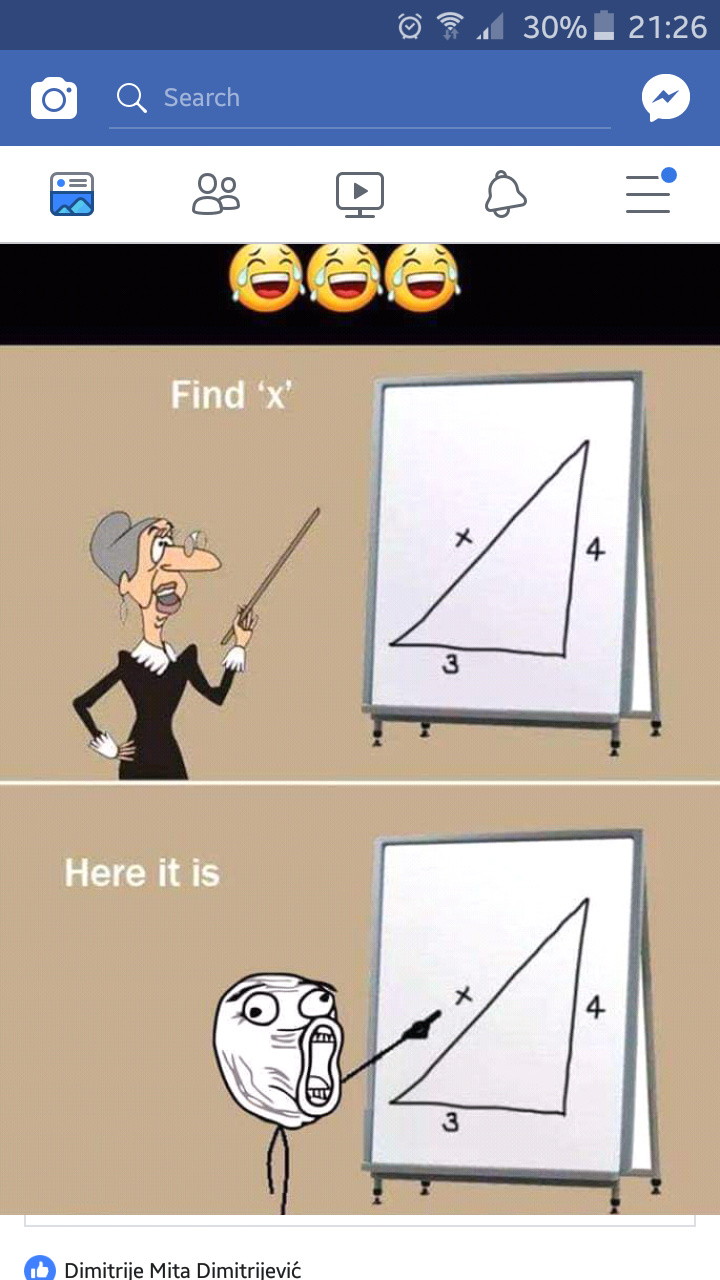 30% 21:26
Search
Find ‘x’
x
4
3
Here it is
x
4
3
Dimitrije Mita Dimitrijević